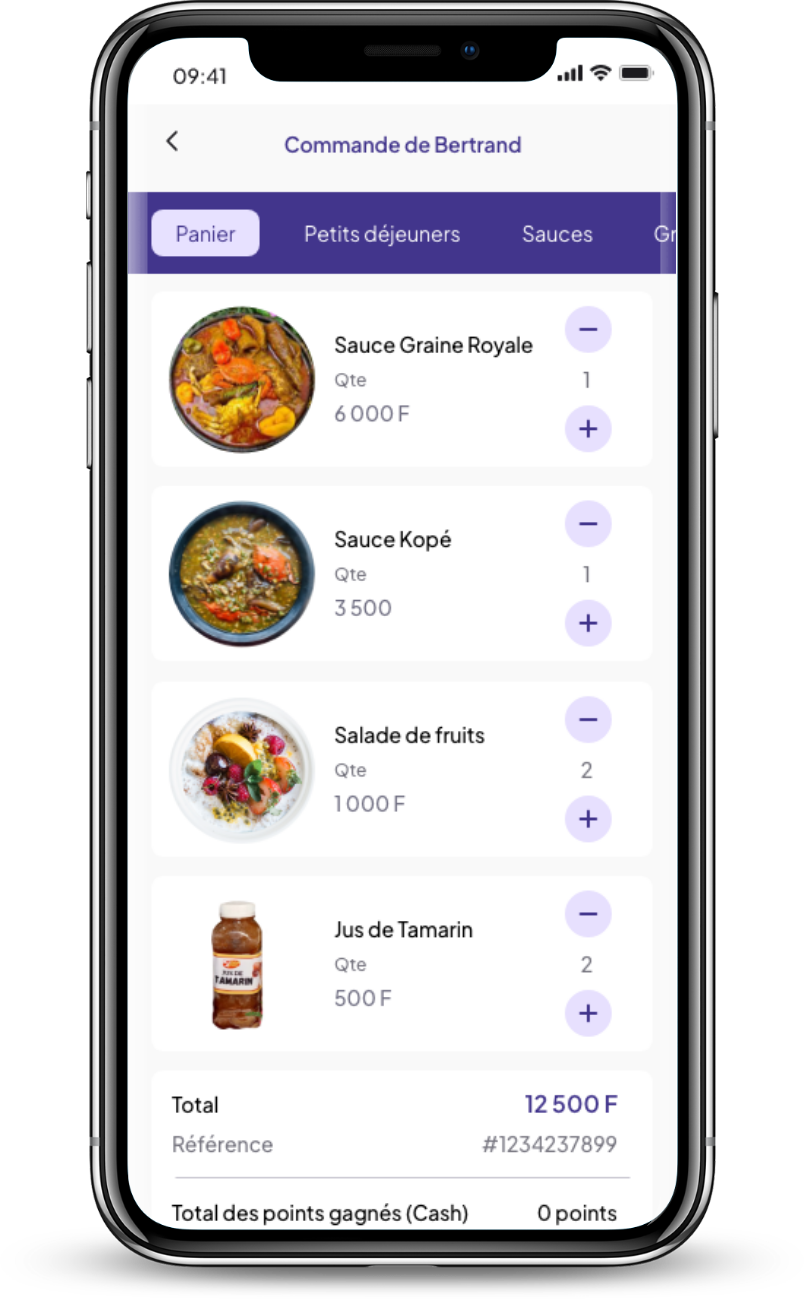 09:41
Commande de Bertrand
Panier Petits déjeuners Sauces Gr
Sauce Graine Royale
Qte 1
6 000 F
Sauce Kopé
Qte 1
3 500
Salade de fruits
Qte 2
1 000 F
Jus de Tamarin
Qte 2
500 F
JUS DE
TAMARIN
Total 12 500 F
Référence #1234237899
Total des points gagnés (Cash) 0 points